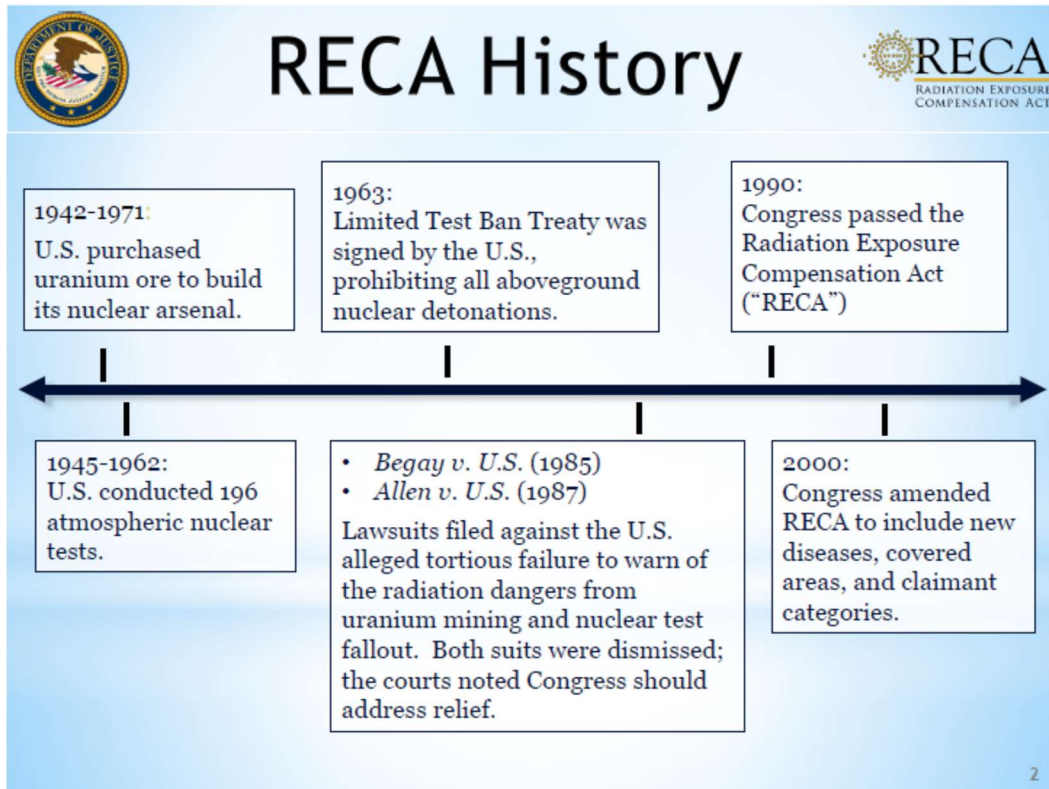 RECA History
RECA
RADIATION EXPOSURE
COMPENSATION ACT
1942-1971:
U.S. purchased
uranium ore to build
its nuclear arsenal.
1963:
Limited Test Ban Treaty was
signed by the U.S.,
prohibiting all aboveground
nuclear detonations.
1990:
Congress passed the
Radiation Exposure
Compensation Act
(“RECA”)
1945-1962:
U.S. conducted 196
atmospheric nuclear
tests.
• Begay v. U.S. (1985)
• Allen v. U.S. (1987)
Lawsuits filed against the U.S.
alleged tortious failure to warn of
the radiation dangers from
uranium mining and nuclear test
fallout.  Both suits were dismissed;
the courts noted Congress should
address relief.
2000:
Congress amended
RECA to include new
diseases, covered
areas, and claimant
categories.
2